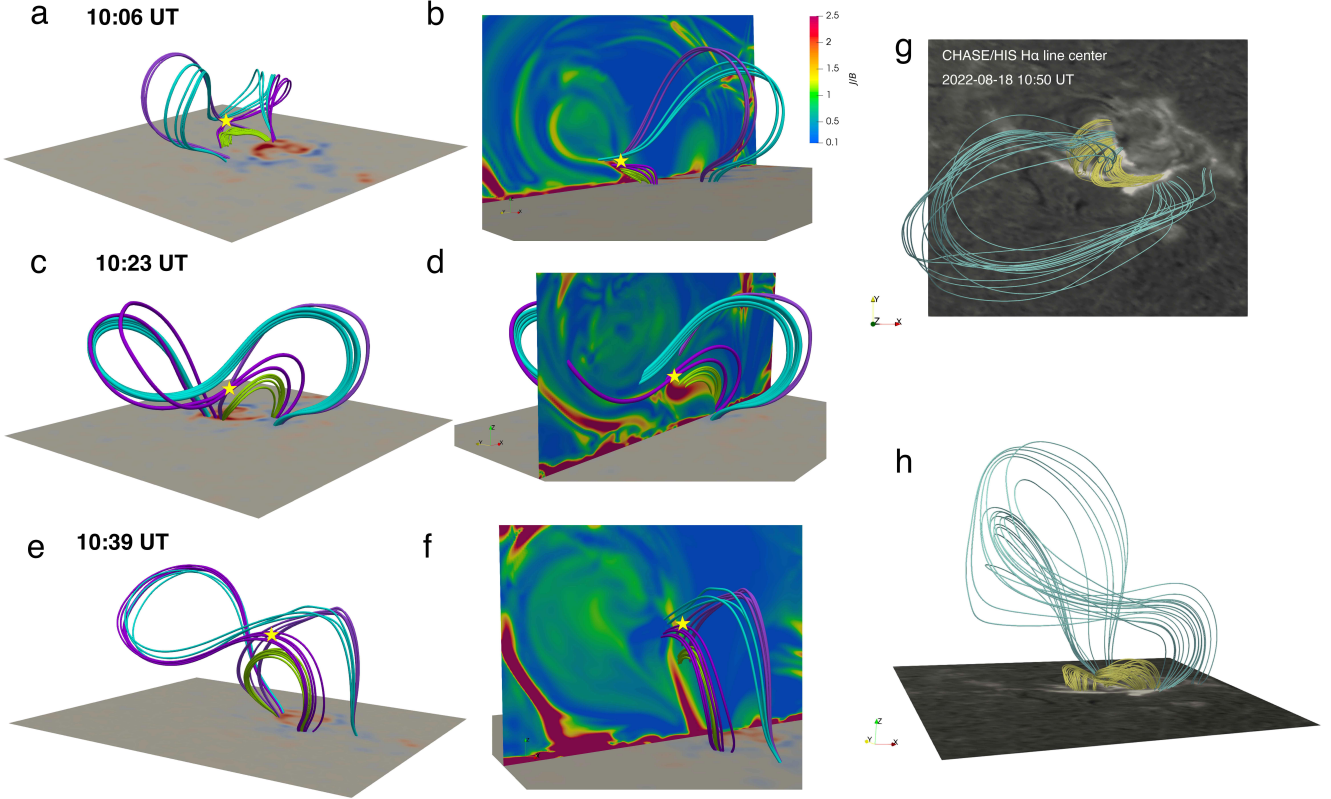 a
10:06 UT
b
2.5
2
1.5
1
0.5
0.1
J/B
c
10:23 UT
d
Z
Y
X
e
10:39 UT
f
g
CHASE/HIS Hα line center
2022-08-18 10:50 UT
Y
Z
X
h
Z
Y
X